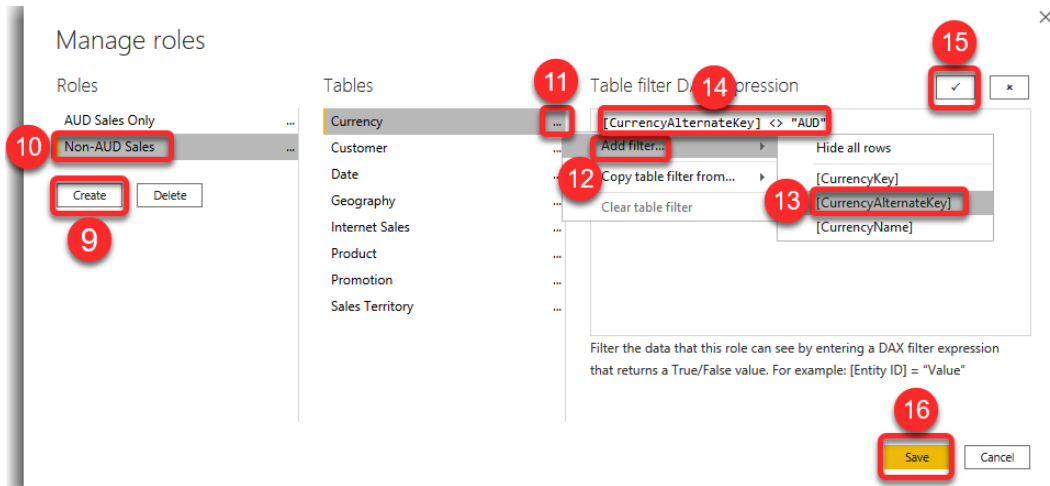 Manage roles
×
15
Roles
Tables
11
Table filter D 14 pression
✓
×
AUD Sales Only
...
Currency
...
[CurrencyAlternateKey] <> "AUD"
10
Non-AUD Sales
...
Customer
...
Add filter...
Hide all rows
12
Date
...
Copy table filter from...
[CurrencyKey]
Create
Delete
Geography
...
Clear table filter
13
[CurrencyAlternateKey]
9
Internet Sales
...
[CurrencyName]
Product
...
Promotion
...
Sales Territory
...
Filter the data that this role can see by entering a DAX filter expression
that returns a True/False value. For example: [Entity ID] = "Value"
16
Save
Cancel